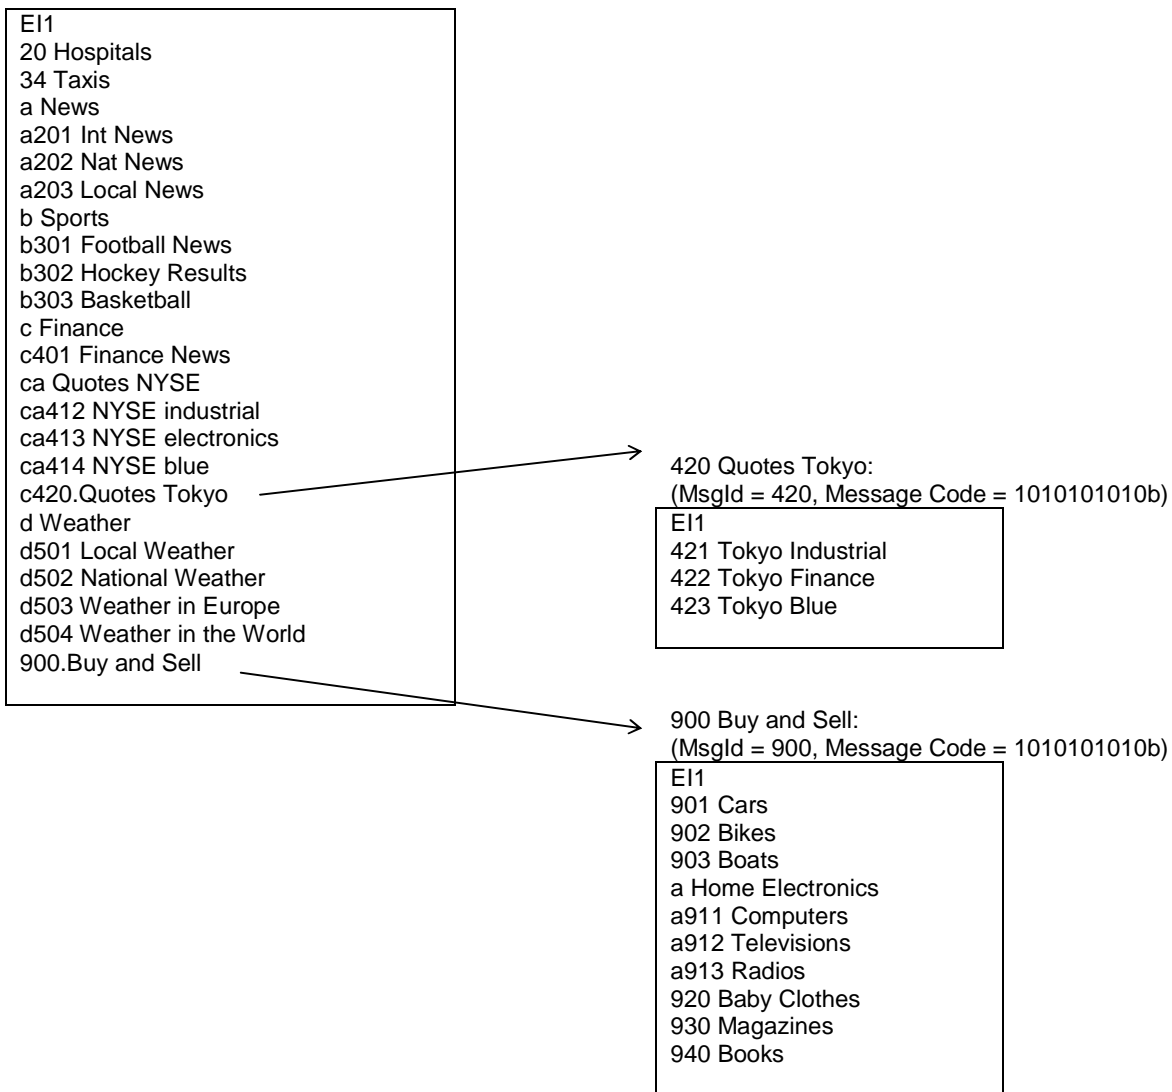 EI1
20 Hospitals
34 Taxis
a News
a201 Int News
a202 Nat News
a203 Local News
b Sports
b301 Football News
b302 Hockey Results
b303 Basketball
c Finance
c401 Finance News
ca Quotes NYSE
ca412 NYSE industrial
ca413 NYSE electronics
ca414 NYSE blue
c420.Quotes Tokyo
d Weather
d501 Local Weather
d502 National Weather
d503 Weather in Europe
d504 Weather in the World
900.Buy and Sell
420 Quotes Tokyo:
(MsgId = 420, Message Code = 1010101010b)
EI1
421 Tokyo Industrial
422 Tokyo Finance
423 Tokyo Blue
900 Buy and Sell:
(MsgId = 900, Message Code = 1010101010b)
EI1
901 Cars
902 Bikes
903 Boats
a Home Electronics
a911 Computers
a912 Televisions
a913 Radios
920 Baby Clothes
930 Magazines
940 Books